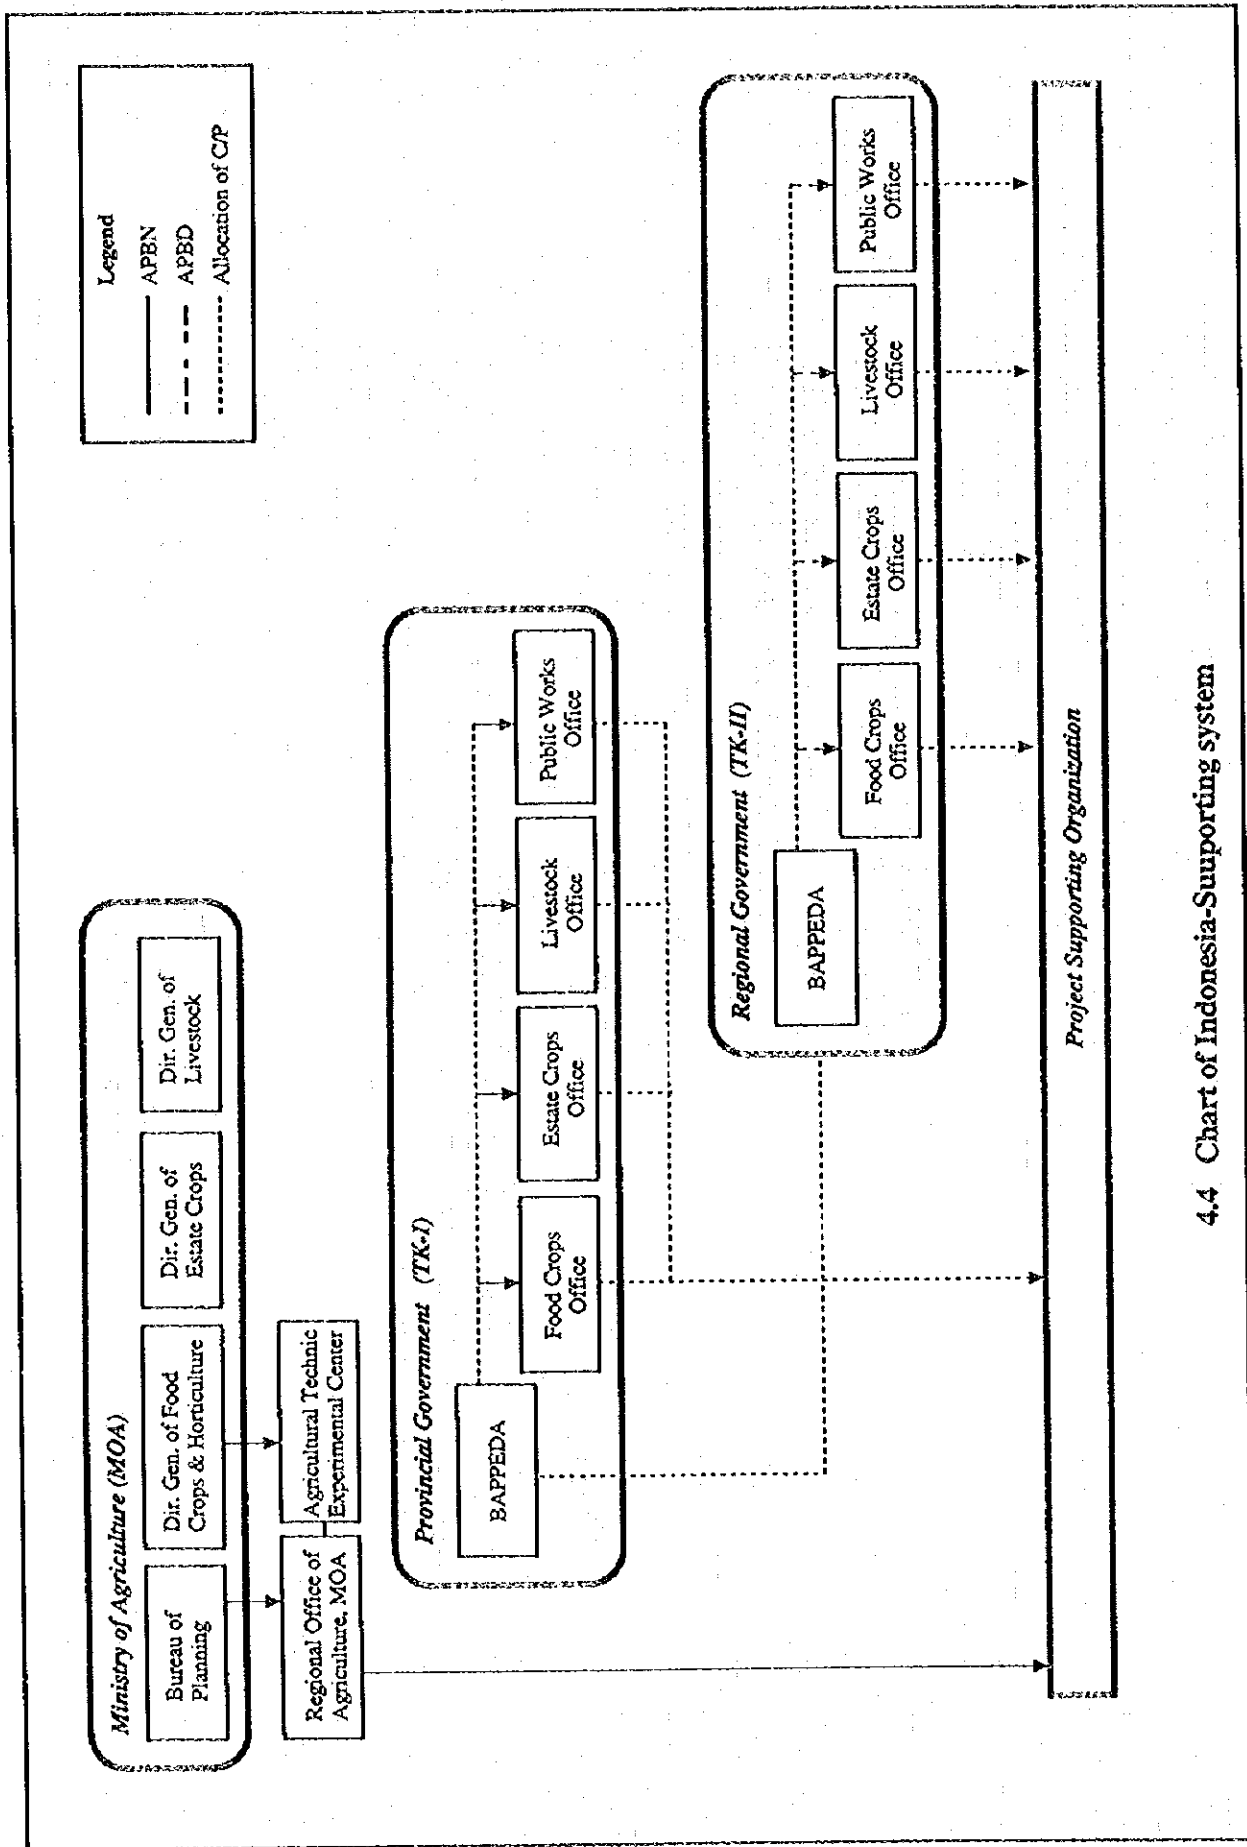 Legend
APBN
APBD
Allocation of C/P
Ministry of Agriculture (MOA)
Bureau of
Planning
Dir. Gen. of Food
Crops & Horticulture
Dir. Gen. of
Estate Crops
Dir. Gen. of
Livestock
Regional Office of
Agriculture, MOA
Agricultural Technic
Experimental Center
Provincial Government (TK-I)
BAPPEDA
Food Crops
Office
Estate Crops
Office
Livestock
Office
Public Works
Office
Regional Government (TK-II)
BAPPEDA
Food Crops
Office
Estate Crops
Office
Livestock
Office
Public Works
Office
Project Supporting Organization
4.4 Chart of Indonesia-Suuporting system